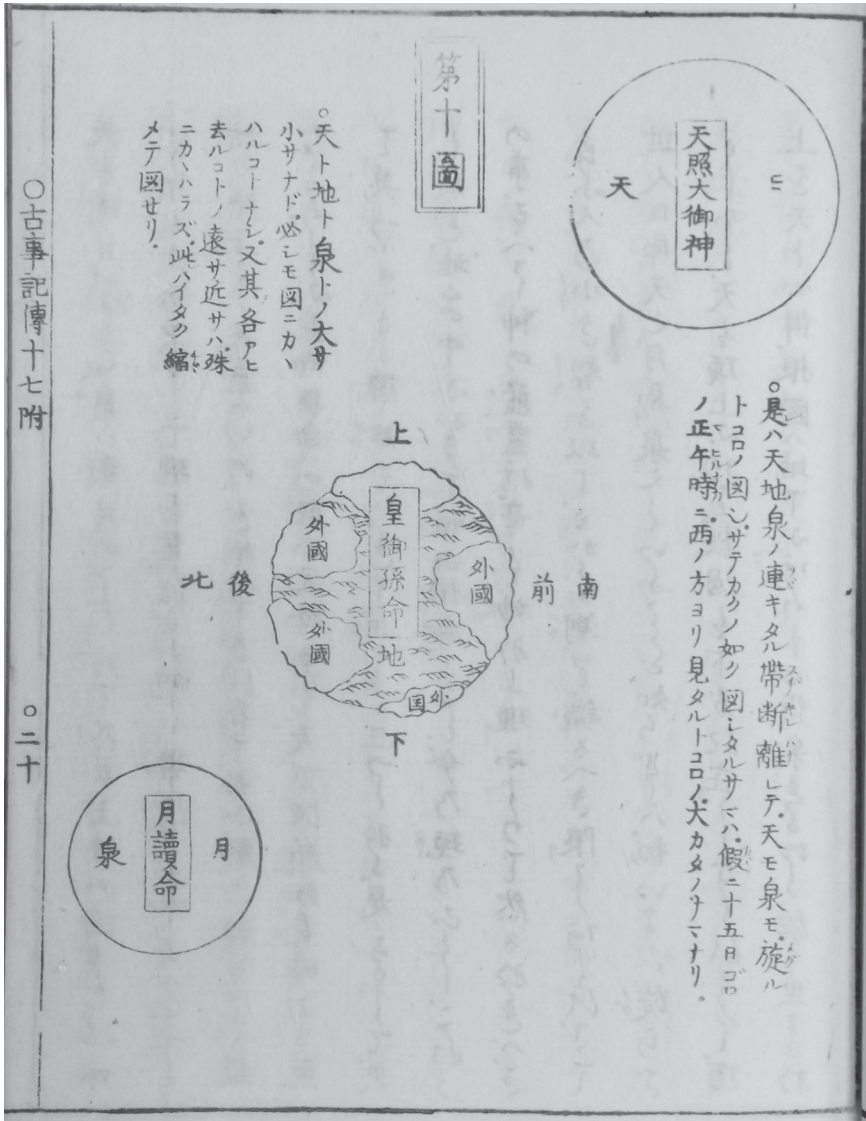 日
天照大御神
天
○是ハ天地泉ノ連キタル帶断離レテ。天モ泉モ。旋ル
トコロノ図ゾ。サテカクノ如ク図シタルサマハ。假ニ十五日ゴロ
ノ正午時ニ西ノ方ヨリ見タルトコロノ。大カタノサマナリ。
第十圖
○天ト地ト泉トノ大サ
小サナド。必シモ図ニカヽ
ハルコトナシ。又其各アヒ
去ルコトノ遠サ近サハ。殊
ニカヽハラズ。此ハイタク縮
メテ図セリ。
上
南
前
外國
皇御孫命
地
外國
外國
外国
後
北
下
月
月讀命
泉
○古事記傳十七附
○二十